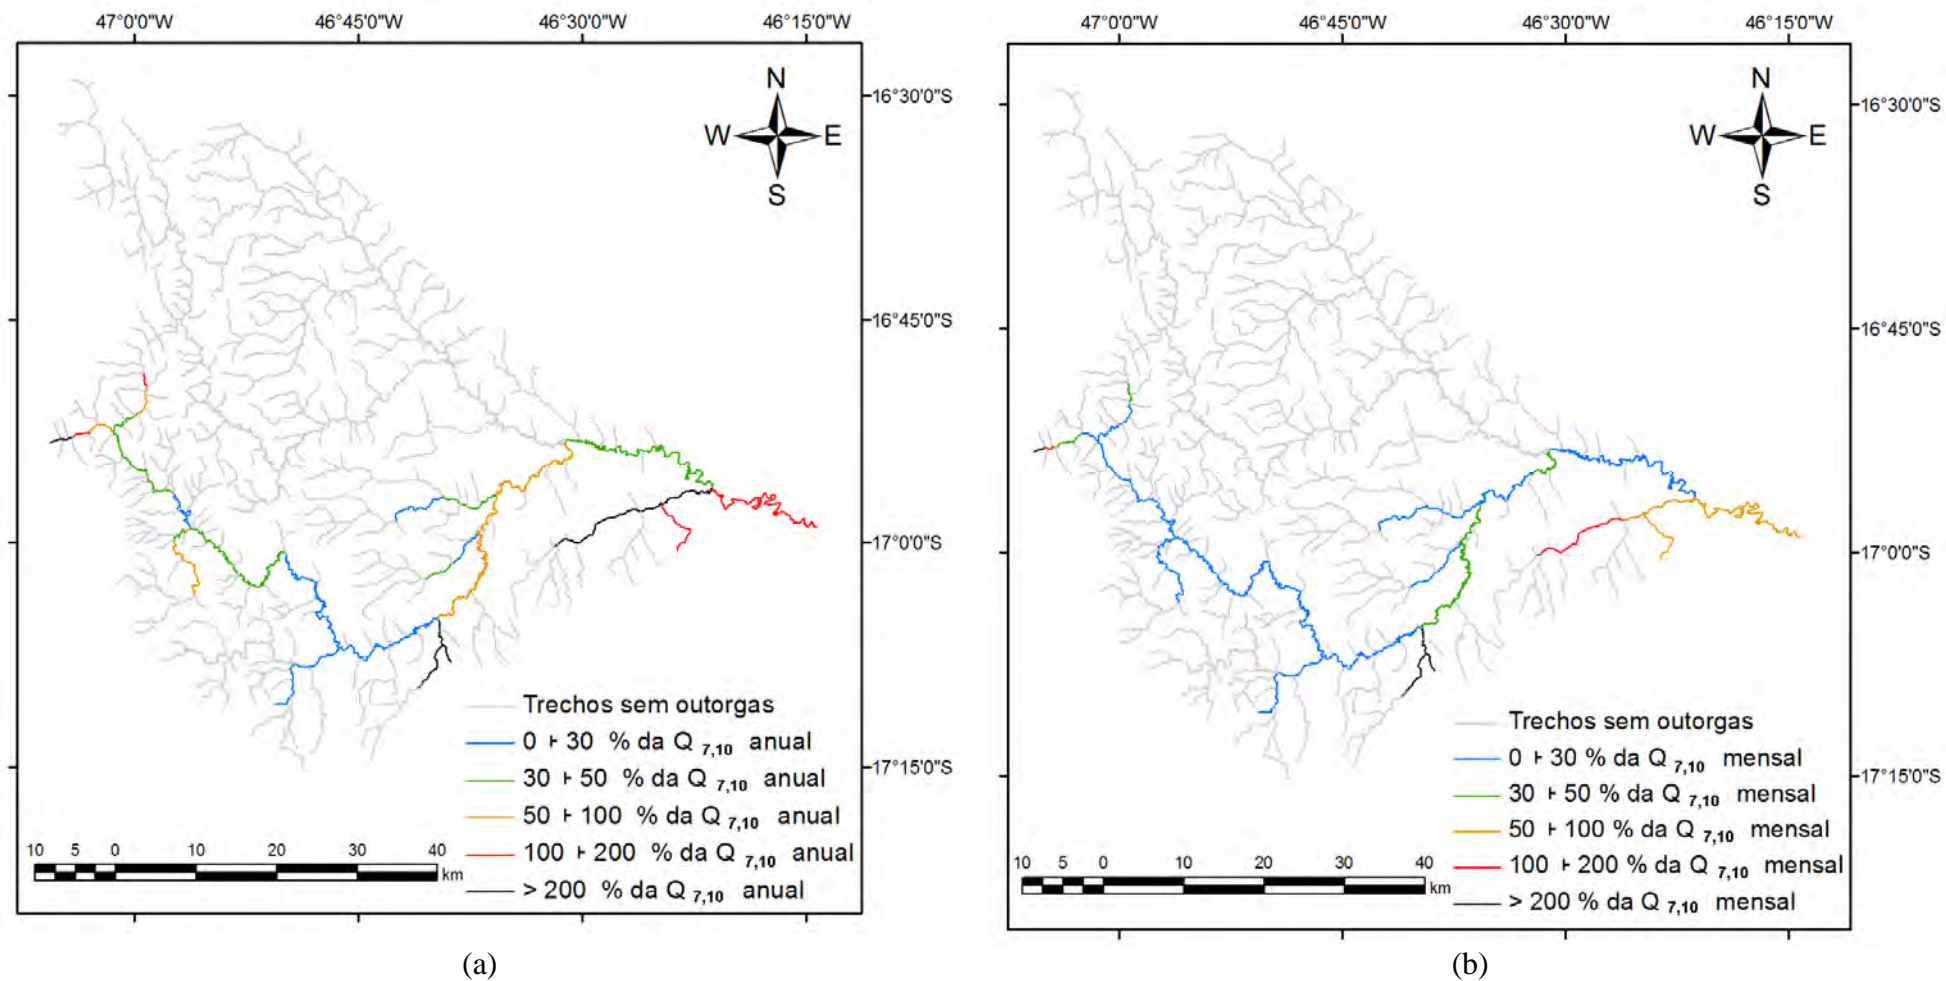 47°0'0"W 46°45'0"W 46°30'0"W 46°15'0"W
N
W E
S
16°30'0"S
16°45'0"S
17°0'0"S
17°15'0"S
Trechos sem outorgas
0 ⊦ 30 % da Q 7,10 anual
30 ⊦ 50 % da Q 7,10 anual
50 ⊦ 100 % da Q 7,10 anual
100 ⊦ 200 % da Q 7,10 anual
> 200 % da Q 7,10 anual
10 5 0 10 20 30 40
km
(a)
47°0'0"W 46°45'0"W 46°30'0"W 46°15'0"W
N
W E
S
16°30'0"S
16°45'0"S
17°0'0"S
17°15'0"S
Trechos sem outorgas
0 ⊦ 30 % da Q 7,10 mensal
30 ⊦ 50 % da Q 7,10 mensal
50 ⊦ 100 % da Q 7,10 mensal
100 ⊦ 200 % da Q 7,10 mensal
> 200 % da Q 7,10 mensal
10 5 0 10 20 30 40
km
(b)